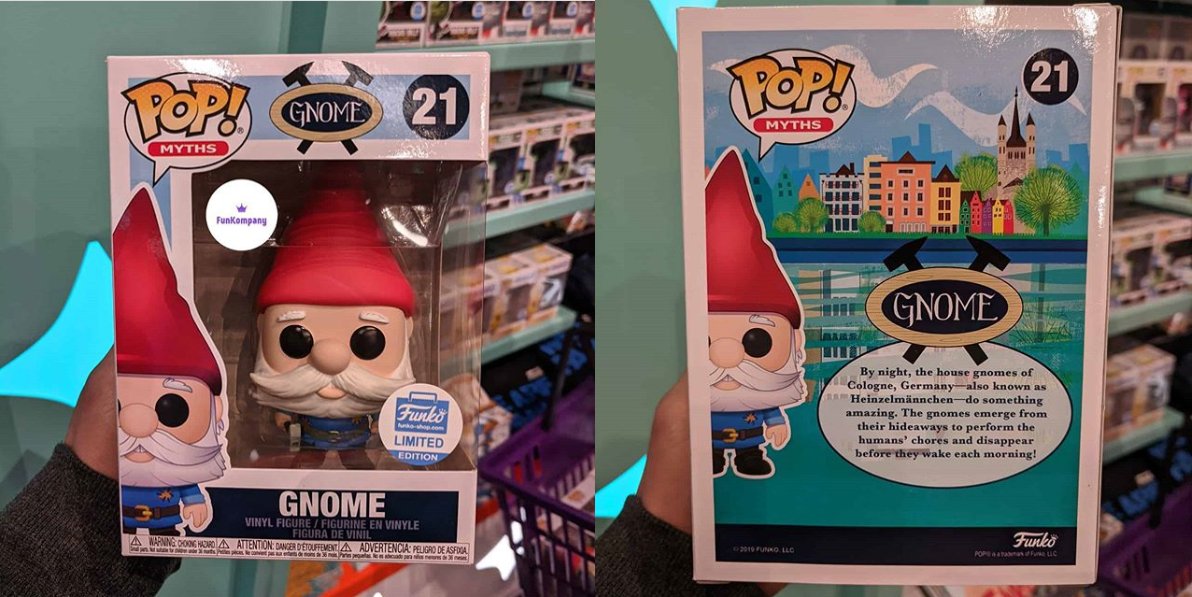 POP!
MYTHS
GNOME
21
FunKompany
Funko
funko-shop.com
LIMITED
EDITION
GNOME
VINYL FIGURE / FIGURINE EN VINYLE
FIGURA DE VINIL
WARNING: CHOKING HAZARD
ATTENTION: DANGER D'ÉTOUFFEMENT.
ADVERTENCIA: PELIGRO DE ASFIXIA.
POP!
MYTHS
21
GNOME
By night, the house gnomes of
Cologne, Germany—also known as
Heinzelmännchen—do something
amazing. The gnomes emerge from
their hideaways to perform the
humans' chores and disappear
before they wake each morning!
© 2019 FUNKO, LLC
Funko
POP! is a trademark of Funko, LLC